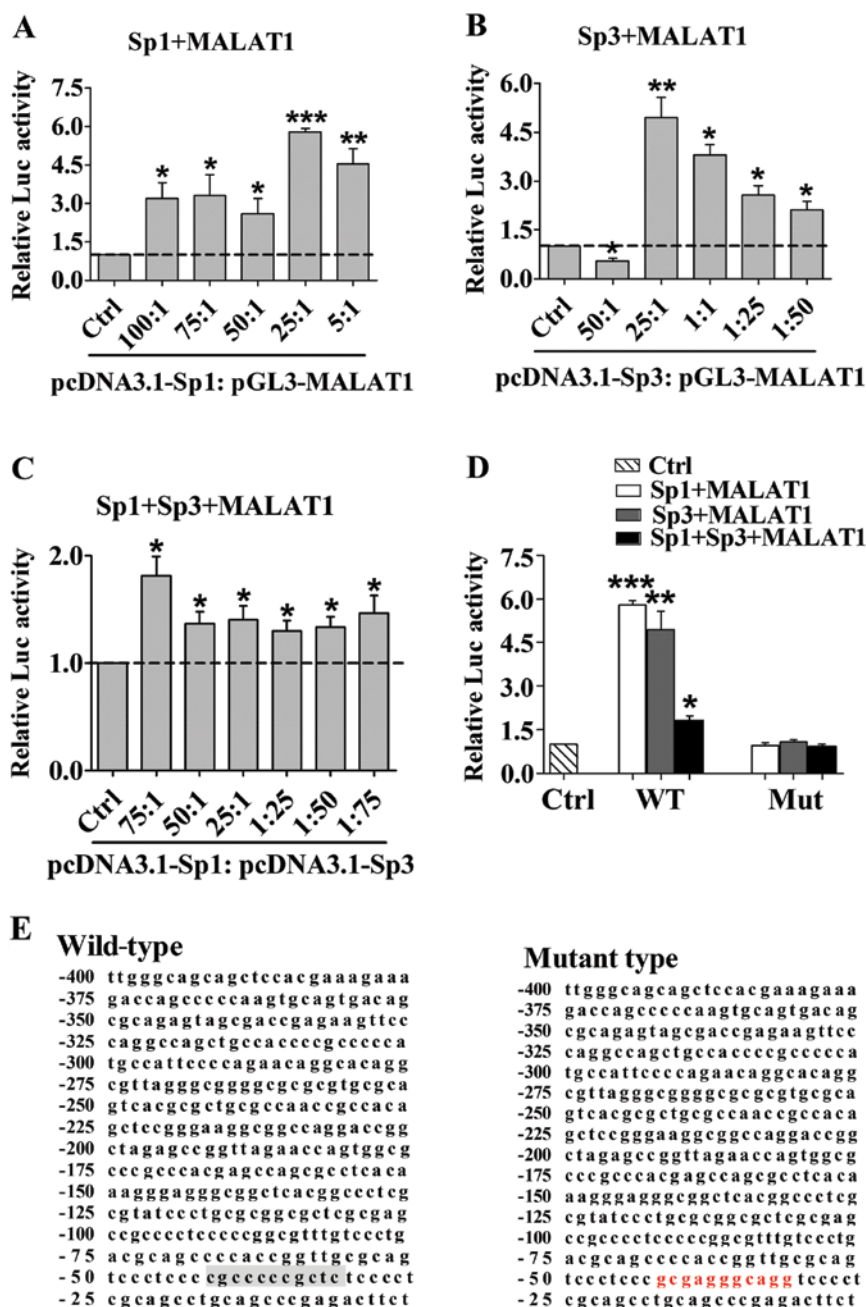 A
Sp1+MALAT1
Relative Luc activity
7.5
6.0
4.5
3.0
1.5
0.0
*
*
*
***
**
Ctrl
100:1
75:1
50:1
25:1
5:1
pcDNA3.1-Sp1: pGL3-MALAT1
B
Sp3+MALAT1
Relative Luc activity
6.0
4.5
3.0
1.5
0.0
*
**
*
*
*
Ctrl
50:1
25:1
1:1
1:25
1:50
pcDNA3.1-Sp3: pGL3-MALAT1
C
Sp1+Sp3+MALAT1
Relative Luc activity
2.0
1.0
0.0
*
*
*
*
*
*
Ctrl
75:1
50:1
25:1
1:25
1:50
1:75
pcDNA3.1-Sp1: pcDNA3.1-Sp3
D
Ctrl
Sp1+MALAT1
Sp3+MALAT1
Sp1+Sp3+MALAT1
Relative Luc activity
7.5
6.0
4.5
3.0
1.5
0.0
***
**
*
Ctrl
WT
Mut
E
Wild-type
-400 ttgggcagcagctccacgaaagaaa
-375 gaccagcccccaagtgcagtgacag
-350 cgcagagtagcgaccgagaagttcc
-325 caggccagctgccaccccgccccca
-300 tgccattccccagaacaggcacagg
-275 cgttagggcggggcgcgcgtgcgca
-250 gtcacgcgctgcgccaaccgccaca
-225 gctccgggaaggcggccaggaccgg
-200 ctagagccggttagaaccagtggcg
-175 cccgcccacgagccagcgcctcaca
-150 aagggagggcggctcacggccctcg
-125 cgtatccctgcgcggcgctcgcgag
-100 ccgcccctcccccggcgtttgtccctg
-75 acgcagccccaccggttgcgcag
-50 tccctccc cgcccccgctc tcccct
-25 cgcagcctgcagcccgagacttct
Mutant type
-400 ttgggcagcagctccacgaaagaaa
-375 gaccagcccccaagtgcagtgacag
-350 cgcagagtagcgaccgagaagttcc
-325 caggccagctgccaccccgccccca
-300 tgccattccccagaacaggcacagg
-275 cgttagggcggggcgcgcgtgcgca
-250 gtcacgcgctgcgccaaccgccaca
-225 gctccgggaaggcggccaggaccgg
-200 ctagagccggttagaaccagtggcg
-175 cccgcccacgagccagcgcctcaca
-150 aagggagggcggctcacggccctcg
-125 cgtatccctgcgcggcgctcgcgag
-100 ccgcccctcccccggcgtttgtccctg
-75 acgcagccccaccggttgcgcag
-50 tccctccc gcgagggcagg tcccct
-25 cgcagcctgcagcccgagacttct